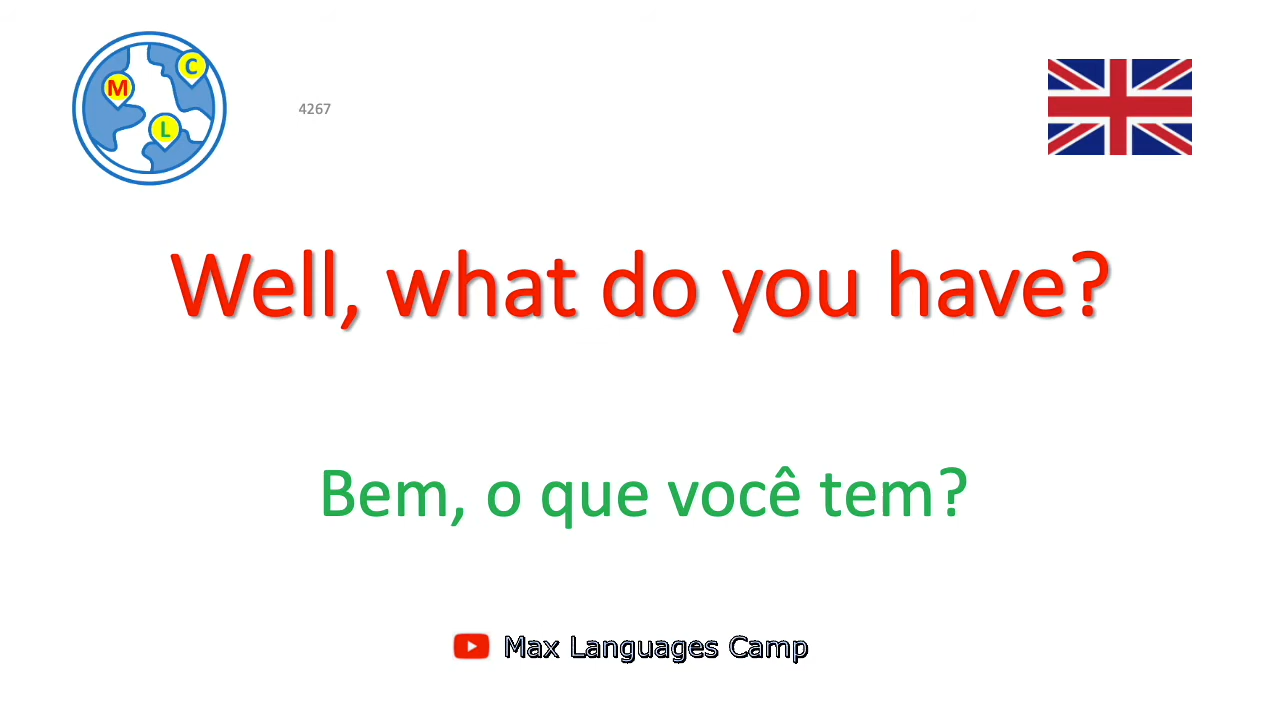 M
C
L
4267
Well, what do you have?
Bem, o que você tem?
Max Languages Camp